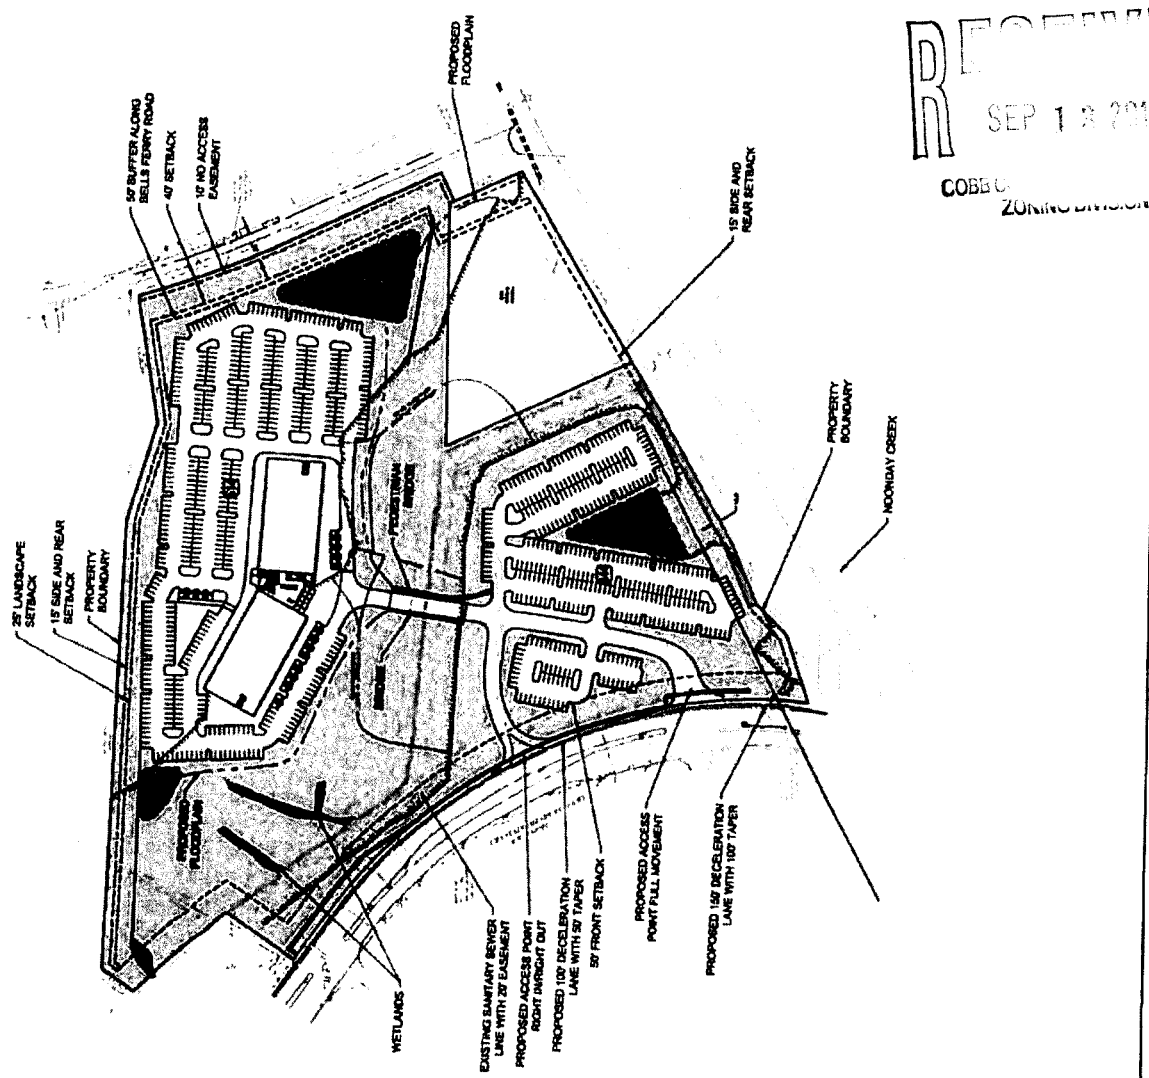 RECEIV
SEP 1
COBB C
ZONING DIVISION
PROPOSED
FLOODPLAIN
50' BUFFER ALONG
BELLS FERRY ROAD
40' SETBACK
10' NO ACCESS
EASEMENT
15' SIDE AND
REAR SETBACK
PROPERTY
BOUNDARY
NOONDAY CREEK
25' LANDSCAPE
SETBACK
15' SIDE AND REAR
SETBACK
PROPERTY
BOUNDARY
PEDESTRIAN
BRIDGE
BRIDGE
PROPOSED
FLOODPLAIN
WETLANDS
EXISTING SANITARY SEWER
LINE WITH 20' EASEMENT
PROPOSED ACCESS POINT
RIGHT IN/RIGHT OUT
PROPOSED 100' DECELERATION
LANE WITH 50' TAPER
50' FRONT SETBACK
PROPOSED ACCESS
POINT FULL MOVEMENT
PROPOSED 150' DECELERATION
LANE WITH 100' TAPER